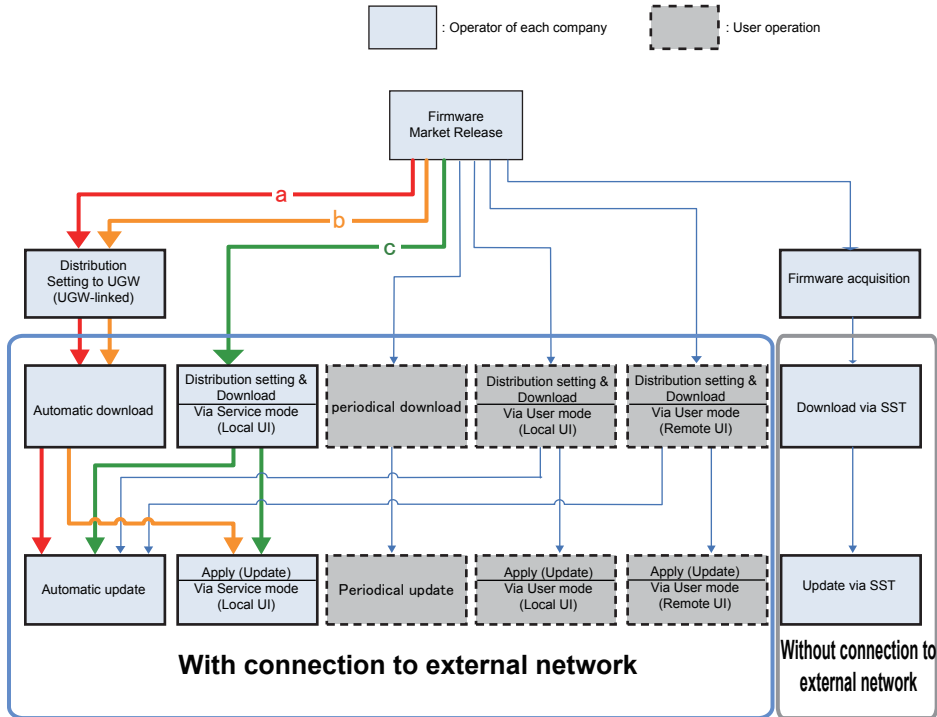 : Operator of each company
: User operation
Firmware
Market Release
a
b
c
Distribution
Setting to UGW
(UGW-linked)
Firmware acquisition
Automatic download
Distribution setting &
Download
Via Service mode
(Local UI)
periodical download
Distribution setting &
Download
Via User mode
(Local UI)
Distribution setting &
Download
Via User mode
(Remote UI)
Download via SST
Automatic update
Apply (Update)
Via Service mode
(Local UI)
Periodical update
Apply (Update)
Via User mode
(Local UI)
Apply (Update)
Via User mode
(Remote UI)
Update via SST
With connection to external network
Without connection to
external network